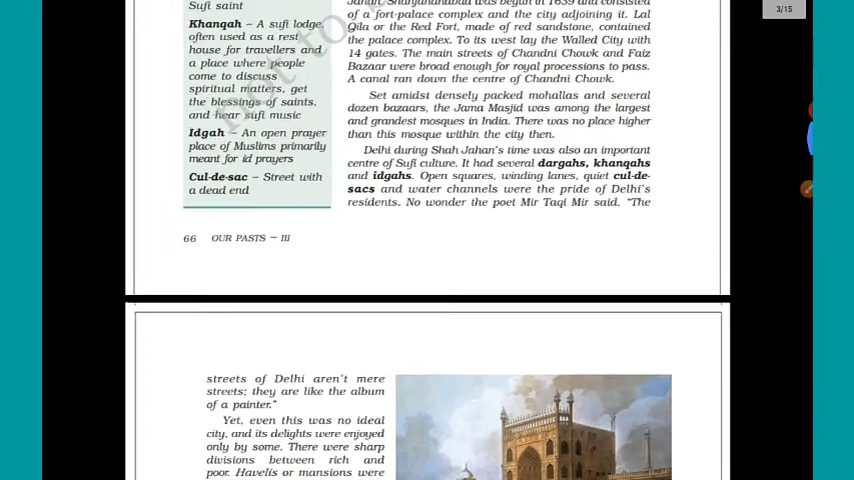 3/15
Sufi saint
Khanqah – A sufi lodge,
often used as a rest
house for travellers and
a place where people
come to discuss
spiritual matters, get
the blessings of saints,
and hear sufi music
Idgah – An open prayer
place of Muslims primarily
meant for id prayers
Cul-de-sac – Street with
a dead end
Jahan. Shahjahanabad was begun in 1639 and consisted
of a fort-palace complex and the city adjoining it. Lal
Qila or the Red Fort, made of red sandstone, contained
the palace complex. To its west lay the Walled City with
14 gates. The main streets of Chandni Chowk and Faiz
Bazaar were broad enough for royal processions to pass.
A canal ran down the centre of Chandni Chowk.
Set amidst densely packed mohallas and several
dozen bazaars, the Jama Masjid was among the largest
and grandest mosques in India. There was no place higher
than this mosque within the city then.
Delhi during Shah Jahan's time was also an important
centre of Sufi culture. It had several dargahs, khanqahs
and idgahs. Open squares, winding lanes, quiet cul-de-
sacs and water channels were the pride of Delhi's
residents. No wonder the poet Mir Taqi Mir said, "The
not to
66 OUR PASTS – III
streets of Delhi aren't mere
streets; they are like the album
of a painter."
Yet, even this was no ideal
city, and its delights were enjoyed
only by some. There were sharp
divisions between rich and
poor. Havelis or mansions were